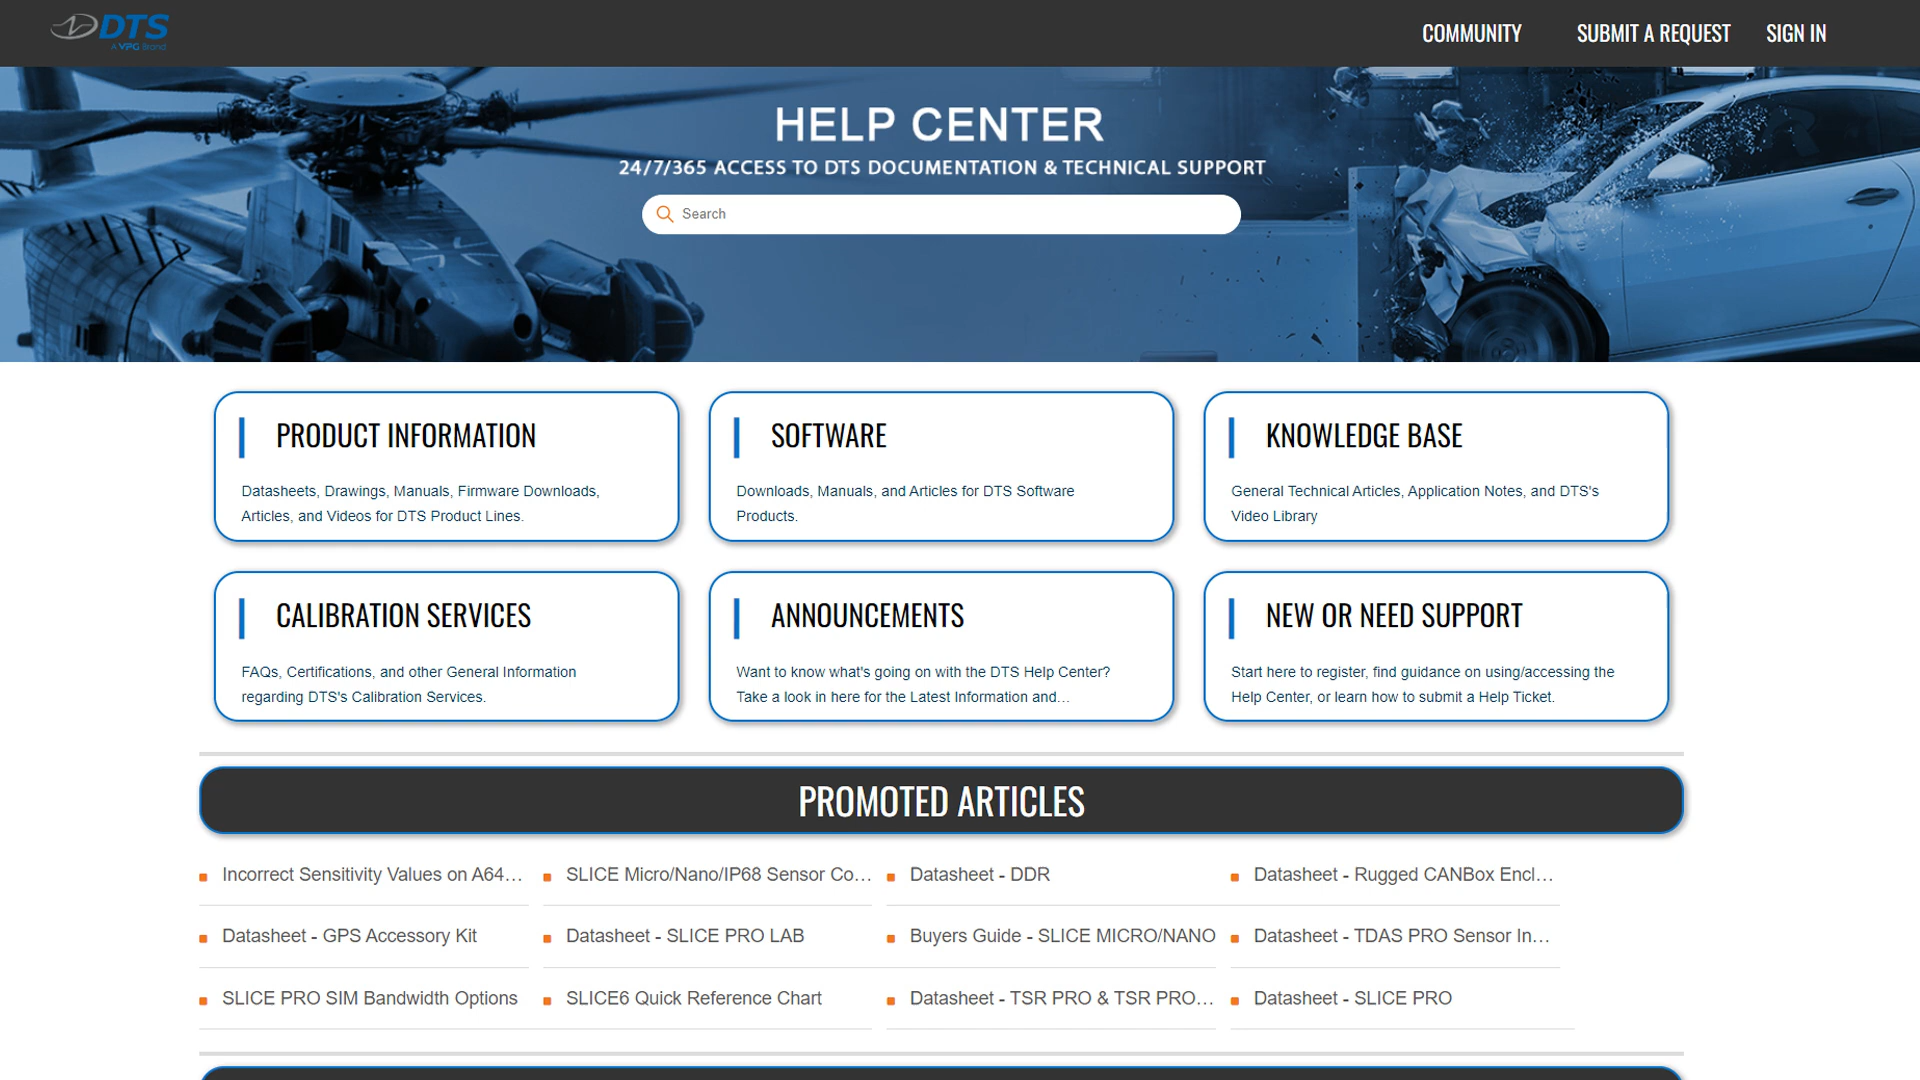 DTS
A VPG Brand
COMMUNITY
SUBMIT A REQUEST
SIGN IN
HELP CENTER
24/7/365 ACCESS TO DTS DOCUMENTATION & TECHNICAL SUPPORT
Search
PRODUCT INFORMATION
Datasheets, Drawings, Manuals, Firmware Downloads,
Articles, and Videos for DTS Product Lines.
SOFTWARE
Downloads, Manuals, and Articles for DTS Software
Products.
KNOWLEDGE BASE
General Technical Articles, Application Notes, and DTS's
Video Library
CALIBRATION SERVICES
FAQs, Certifications, and other General Information
regarding DTS's Calibration Services.
ANNOUNCEMENTS
Want to know what's going on with the DTS Help Center?
Take a look in here for the Latest Information and...
NEW OR NEED SUPPORT
Start here to register, find guidance on using/accessing the
Help Center, or learn how to submit a Help Ticket.
PROMOTED ARTICLES
Incorrect Sensitivity Values on A64...
SLICE Micro/Nano/IP68 Sensor Co...
Datasheet - DDR
Datasheet - Rugged CANBox Encl...
Datasheet - GPS Accessory Kit
Datasheet - SLICE PRO LAB
Buyers Guide - SLICE MICRO/NANO
Datasheet - TDAS PRO Sensor In...
SLICE PRO SIM Bandwidth Options
SLICE6 Quick Reference Chart
Datasheet - TSR PRO & TSR PRO...
Datasheet - SLICE PRO